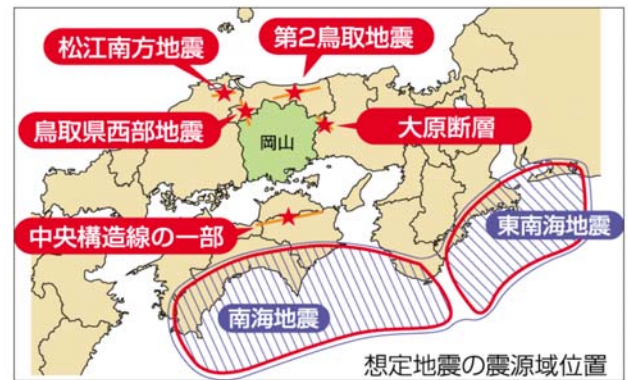 松江南方地震
第2鳥取地震
鳥取県西部地震
岡山
大原断層
中央構造線の一部
東南海地震
南海地震
想定地震の震源域位置